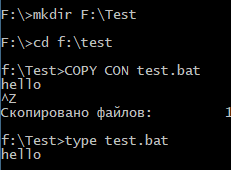 F:\>mkdir F:\Test
F:\>cd f:\test
f:\Test>COPY CON test.bat
hello
^Z
Скопировано файлов: 1
f:\Test>type test.bat
hello